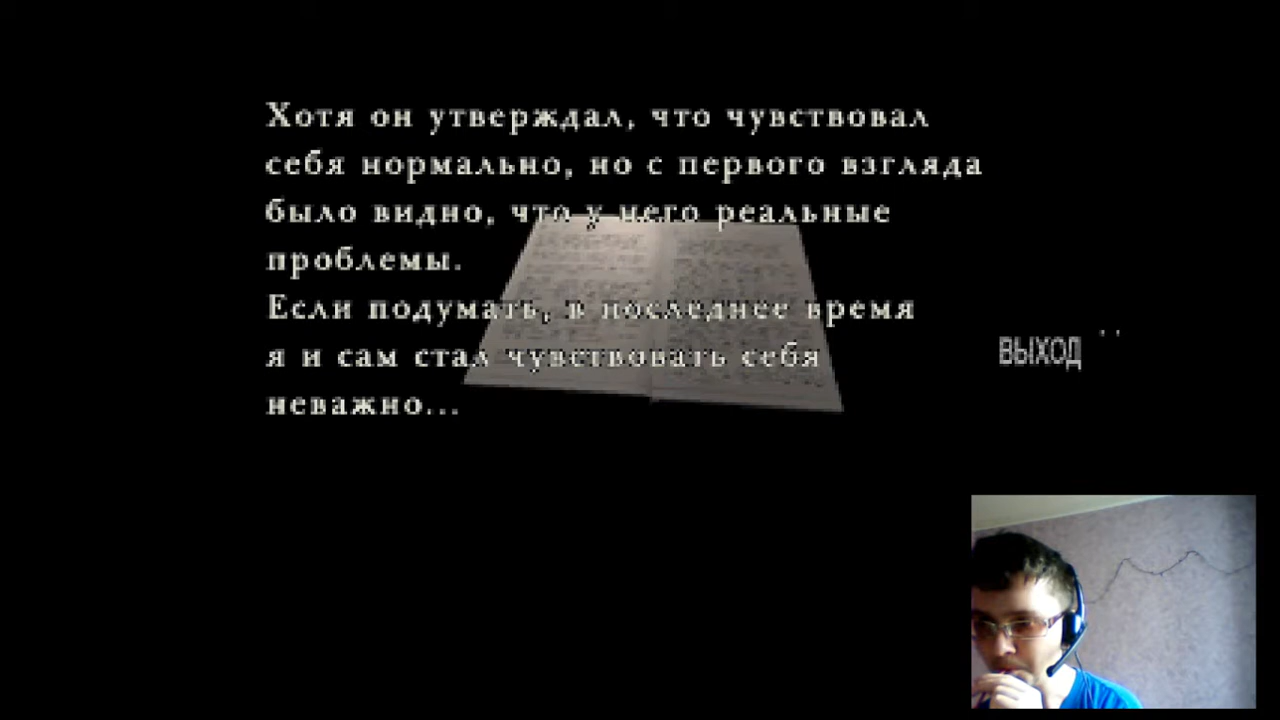 Хотя он утверждал, что чувствовал
себя нормально, но с первого взгляда
было видно, что у него реальные
проблемы.
Если подумать, в последнее время
я и сам стал чувствовать себя
неважно...
ВЫХОД